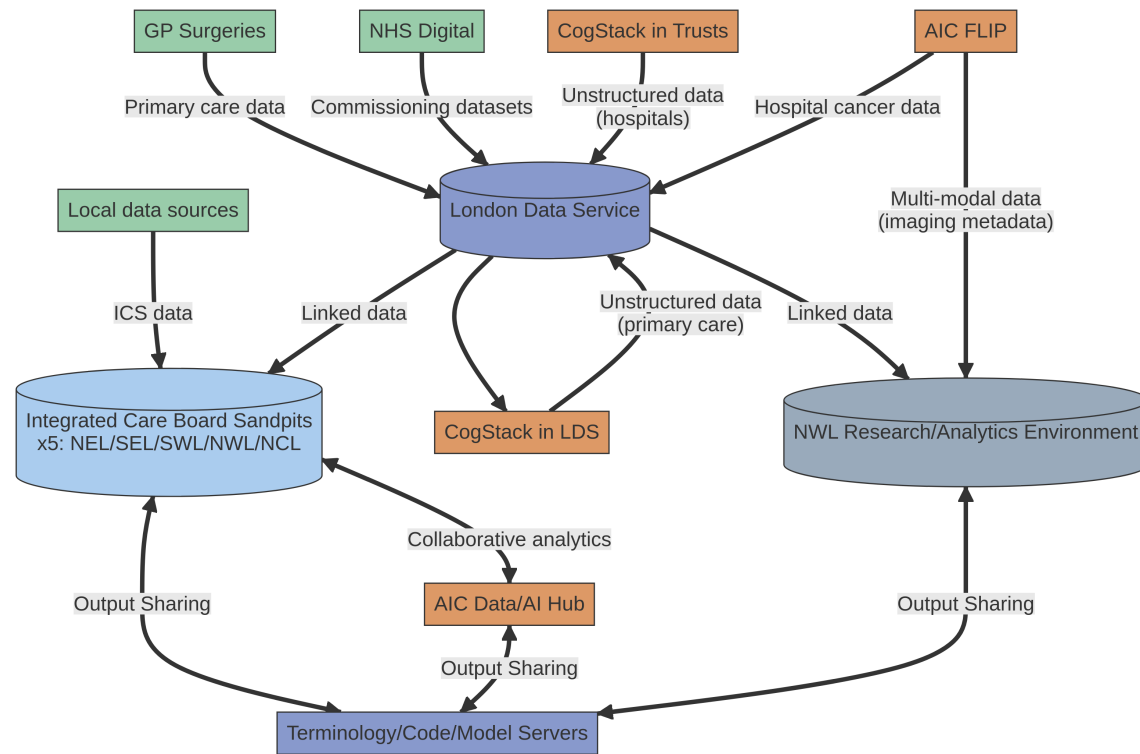 GP Surgeries
NHS Digital
CogStack in Trusts
AIC FLIP
Primary care data
Commissioning datasets
Unstructured data
(hospitals)
Hospital cancer data
Local data sources
London Data Service
Multi-modal data
(imaging metadata)
ICS data
Linked data
Unstructured data
(primary care)
Linked data
Integrated Care Board Sandpits
x5: NEL/SEL/SWL/NWL/NCL
CogStack in LDS
NWL Research/Analytics Environment
Collaborative analytics
Output Sharing
AIC Data/AI Hub
Output Sharing
Output Sharing
Terminology/Code/Model Servers